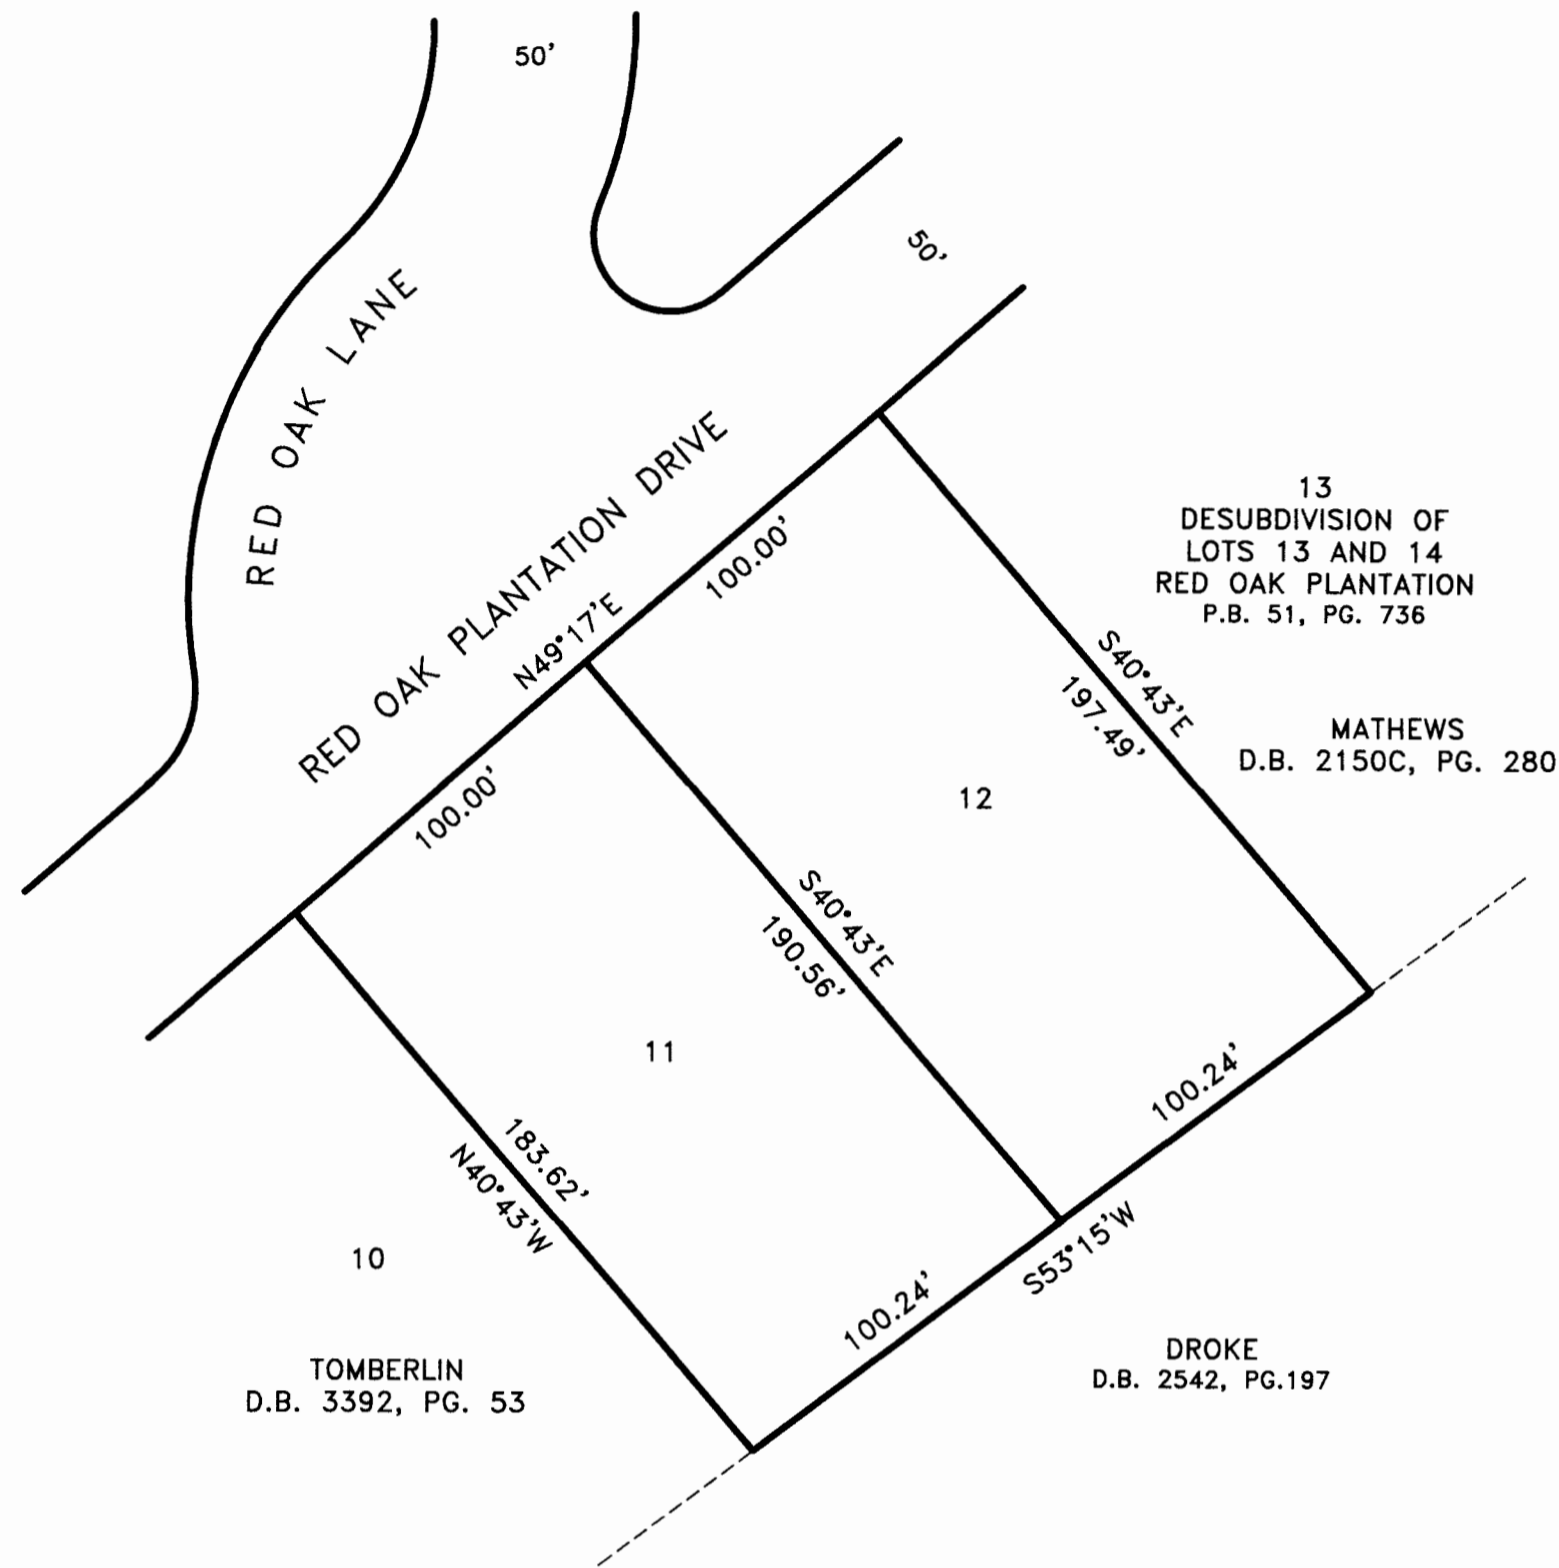 50'
50'
RED OAK LANE
RED OAK PLANTATION DRIVE
N49°17'E
100.00'
100.00'
13
DESUBDIVISION OF
LOTS 13 AND 14
RED OAK PLANTATION
P.B. 51, PG. 736
S40°43'E
197.49'
MATHEWS
D.B. 2150C, PG. 280
12
S40°43'E
190.56'
11
183.62'
N40°43'W
100.24'
100.24'
S53°15'W
10
TOMBERLIN
D.B. 3392, PG. 53
DROKE
D.B. 2542, PG.197